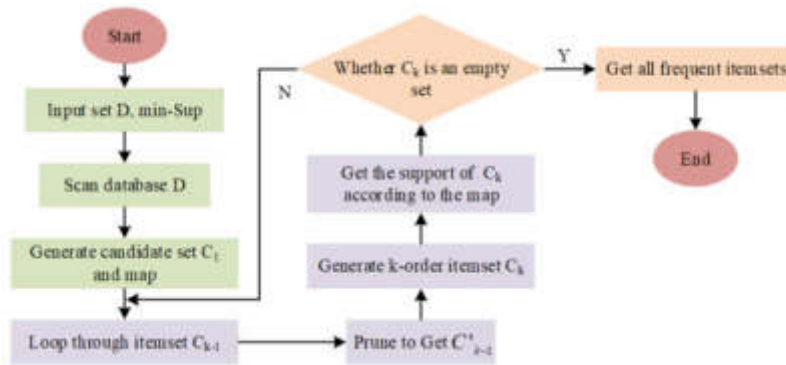 Start
Input set D, min-Sup
Scan database D
Generate candidate set C₁
and map
Loop through itemset Cₖ₋₁
Prune to Get C'ₖ₋₁
Generate k-order itemset Cₖ
Get the support of Cₖ
according to the map
Whether Cₖ is an empty
set
N
Y
Get all frequent itemsets
End